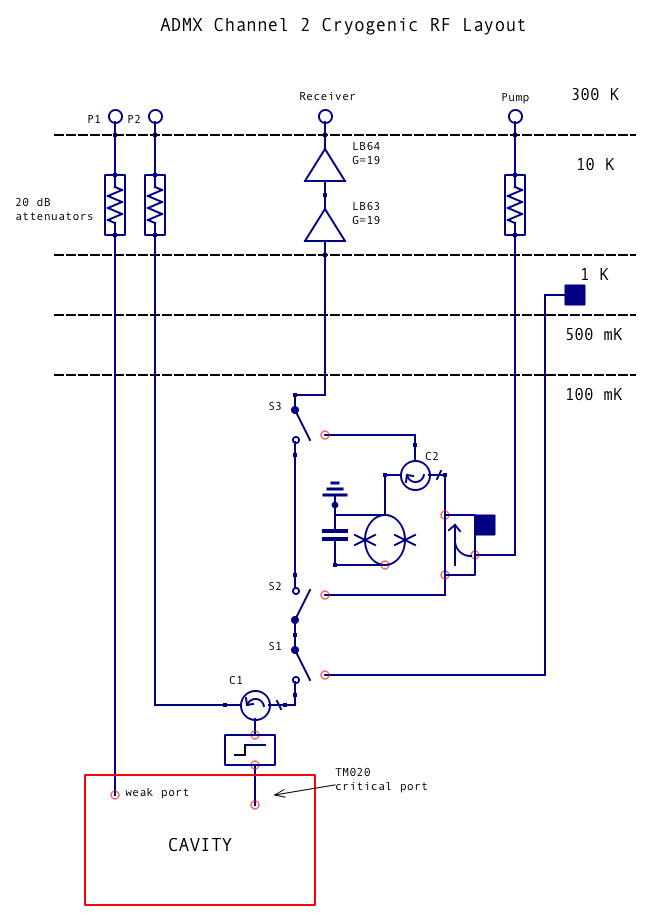 ADMX Channel 2 Cryogenic RF Layout
300 K
Receiver
Pump
P1
P2
LB64
G=19
10 K
20 dB
attenuators
LB63
G=19
1 K
500 mK
100 mK
S3
C2
S2
S1
C1
TM020
critical port
weak port
CAVITY